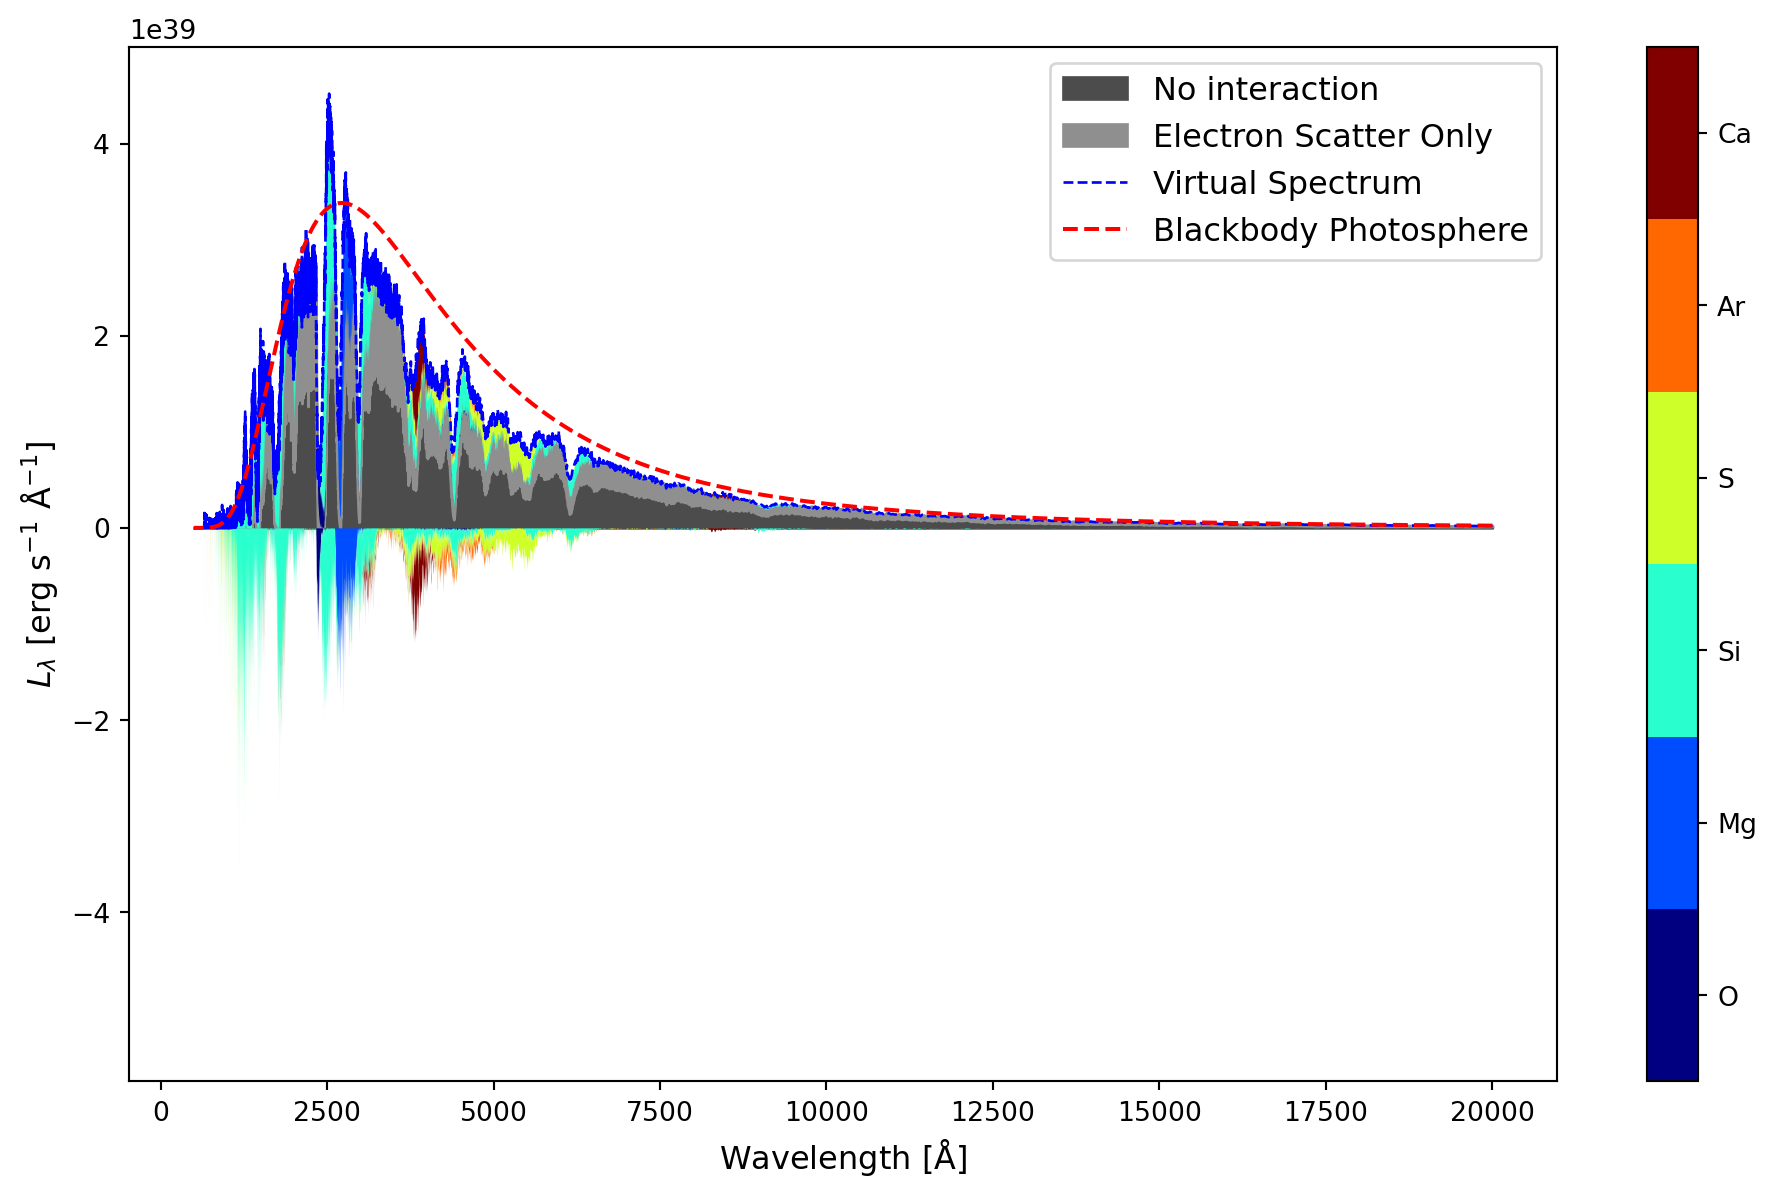 1e39
No interaction
Electron Scatter Only
Virtual Spectrum
Blackbody Photosphere
4
2
0
−2
−4
L_λ [erg s⁻¹ Å⁻¹]
0 2500 5000 7500 10000 12500 15000 17500 20000
Wavelength [Å]
Ca
Ar
S
Si
Mg
O